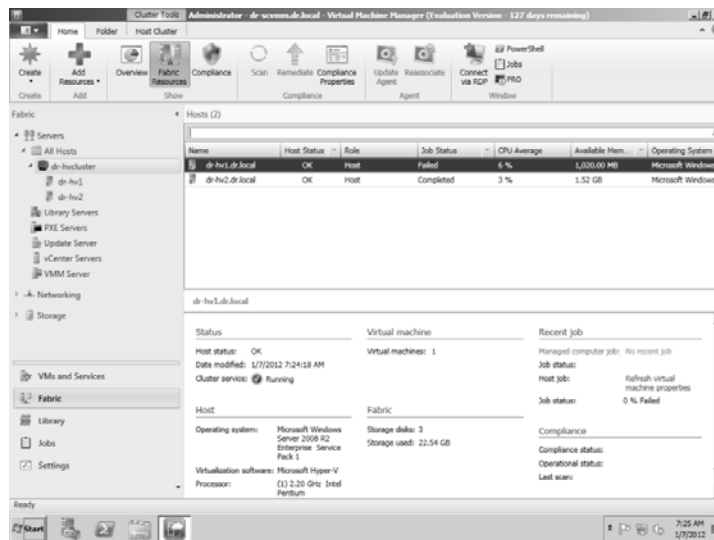 Cluster Tools Administrator - dr-scvmm.dr.local - Virtual Machine Manager (Evaluation Version - 127 days remaining)
Home Folder Host Cluster
Create
Add Resources
Overview
Fabric Resources
Compliance
Scan
Remediate
Compliance Properties
Update Agent
Reassociate
Connect via RDP
PowerShell
Jobs
PRO
Create Add Show Compliance Agent Window
Fabric
Servers
All Hosts
dr-hvcluster
dr-hv1
dr-hv2
Library Servers
PXE Servers
Update Server
vCenter Servers
VMM Server
Networking
Storage
VMs and Services
Fabric
Library
Jobs
Settings
Hosts (2)
Name Host Status Role Job Status CPU Average Available Mem... Operating System
dr-hv1.dr.local OK Host Failed 6 % 1,020.00 MB Microsoft Windows
dr-hv2.dr.local OK Host Completed 3 % 1.52 GB Microsoft Windows
dr-hv1.dr.local
Status
Host status: OK
Date modified: 1/7/2012 7:24:18 AM
Cluster service: Running
Host
Operating system: Microsoft Windows
Server 2008 R2
Enterprise Service
Pack 1
Virtualization software: Microsoft Hyper-V
Processor: (1) 2.20 GHz Intel
Pentium
Virtual machine
Virtual machines: 1
Fabric
Storage disks: 3
Storage used: 22.54 GB
Recent job
Managed computer job: No recent job
Job status:
Host job: Refresh virtual
machine properties
Job status: 0 % Failed
Compliance
Compliance status:
Operational status:
Last scan:
Ready
Start
7:25 AM
1/7/2012